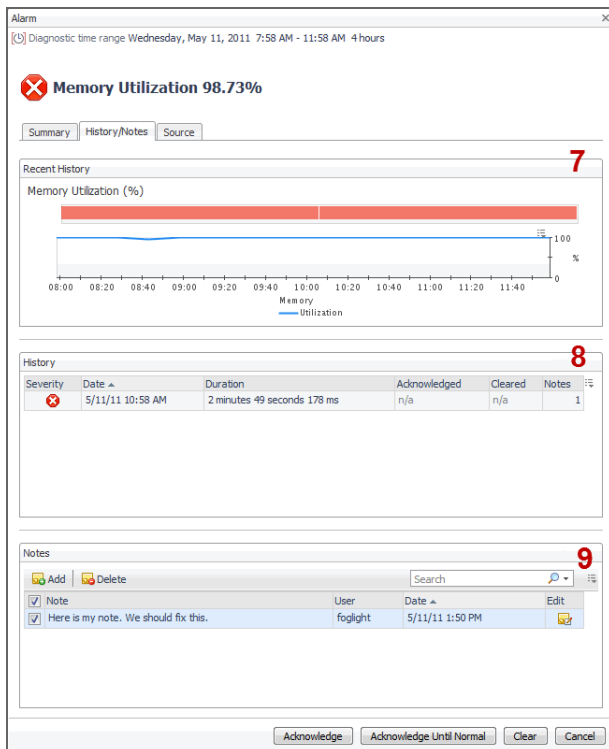 Alarm
Diagnostic time range Wednesday, May 11, 2011 7:58 AM - 11:58 AM 4 hours
Memory Utilization 98.73%
Summary History/Notes Source
7
Recent History
Memory Utilization (%)
100
%
0
08:00 08:20 08:40 09:00 09:20 09:40 10:00 10:20 10:40 11:00 11:20 11:40
Memory
Utilization
8
History
Severity Date Duration Acknowledged Cleared Notes
5/11/11 10:58 AM 2 minutes 49 seconds 178 ms n/a n/a 1
9
Notes
Add Delete Search
Note User Date Edit
Here is my note. We should fix this. foglight 5/11/11 1:50 PM
Acknowledge Acknowledge Until Normal Clear Cancel